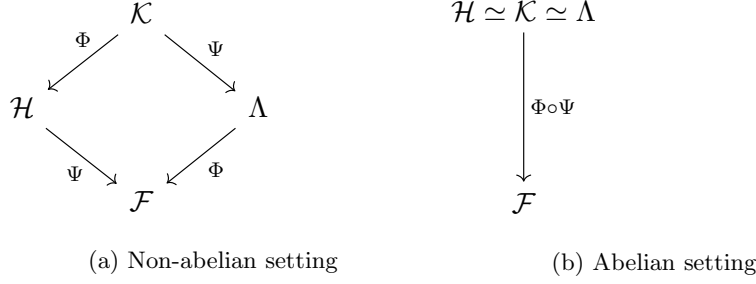 𝒦
ℋ ≃ 𝒦 ≃ Λ
Φ
Ψ
ℋ
Λ
Φ∘Ψ
Ψ
Φ
ℱ
ℱ
(a) Non-abelian setting
(b) Abelian setting